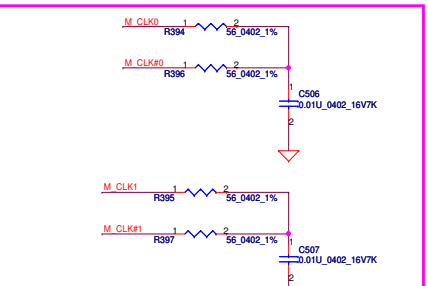 M_CLK0 1 2
R394 56_0402_1%
M_CLK#0 1 2
R396 56_0402_1%
1
C506
0.01U_0402_16V7K
2
M_CLK1 1 2
R395 56_0402_1%
M_CLK#1 1 2
R397 56_0402_1%
1
C507
0.01U_0402_16V7K
2